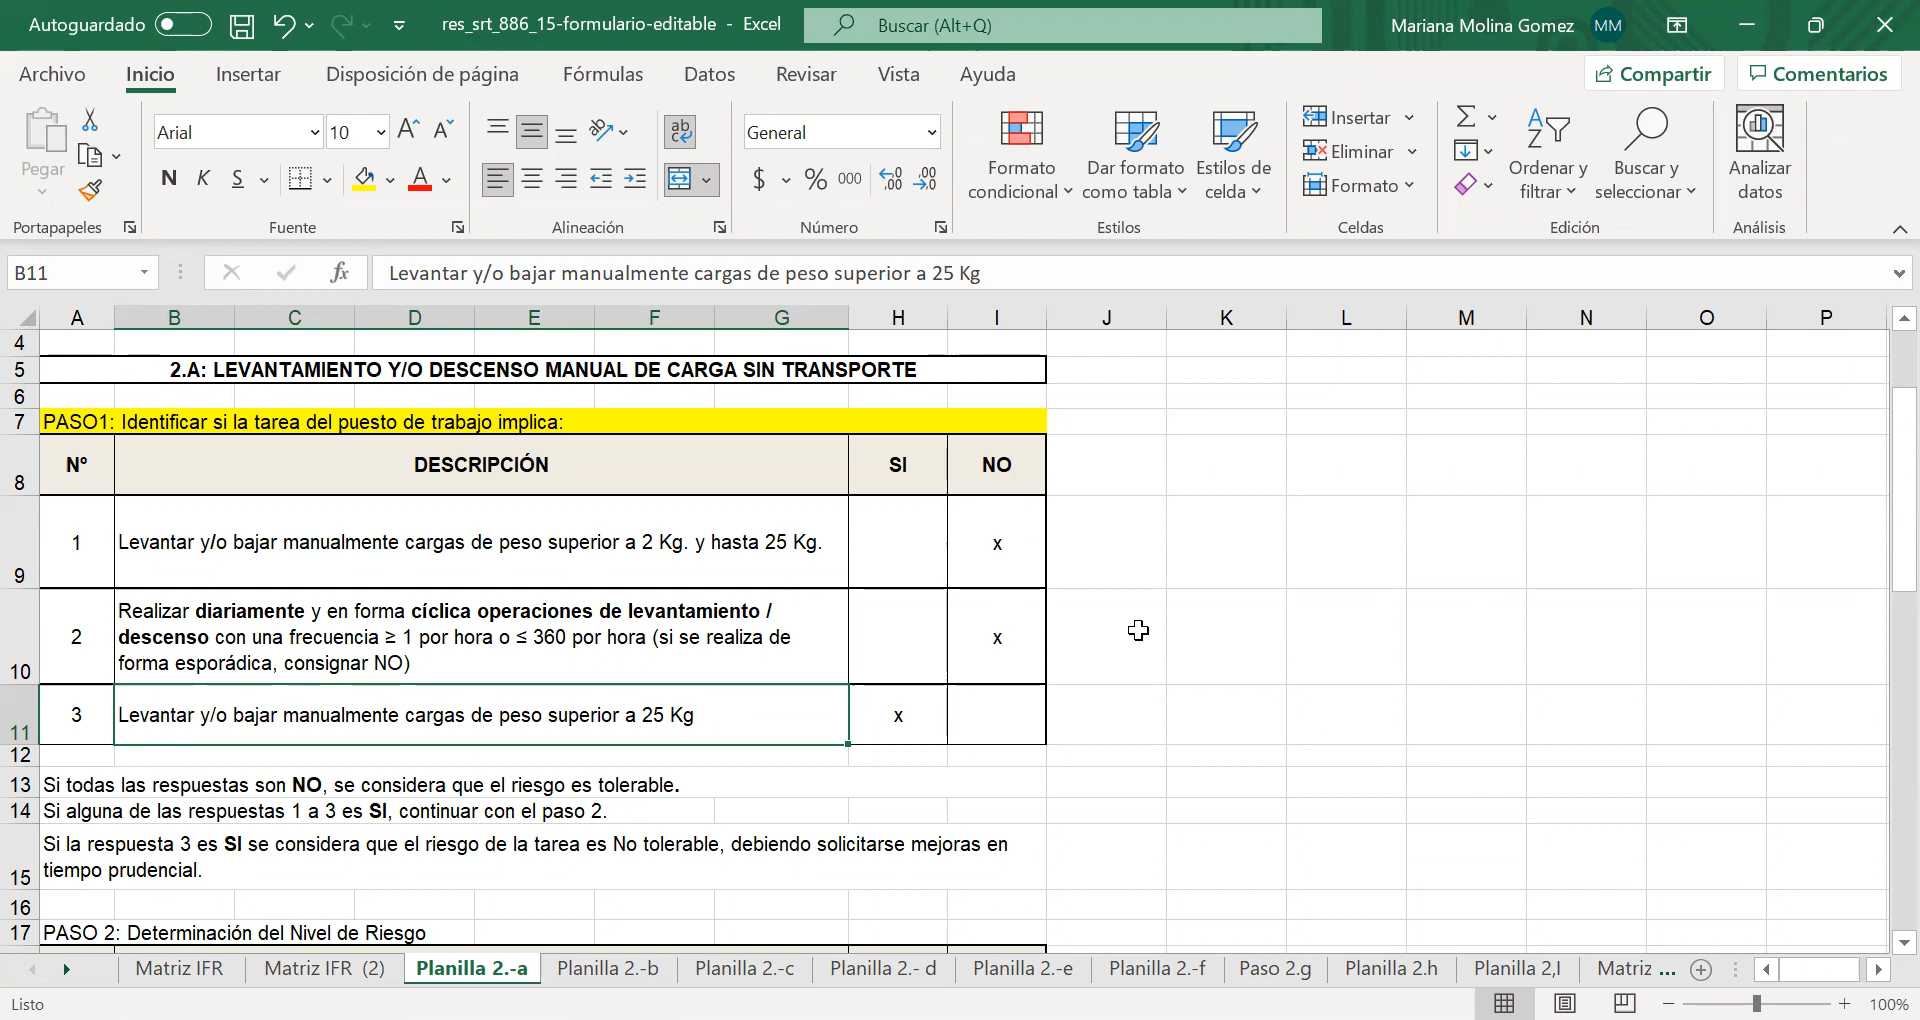 Autoguardado
res_srt_886_15-formulario-editable - Excel
Buscar (Alt+Q)
Mariana Molina Gomez MM
Archivo Inicio Insertar Disposición de página Fórmulas Datos Revisar Vista Ayuda
Compartir Comentarios
Pegar
Arial 10
N K S
General
$ % 000
Formato condicional
Dar formato como tabla
Estilos de celda
Insertar
Eliminar
Formato
Ordenar y filtrar
Buscar y seleccionar
Analizar datos
Portapapeles Fuente Alineación Número Estilos Celdas Edición Análisis
B11 fx Levantar y/o bajar manualmente cargas de peso superior a 25 Kg
A B C D E F G H I J K L M N O P
4
5 2.A: LEVANTAMIENTO Y/O DESCENSO MANUAL DE CARGA SIN TRANSPORTE
6
7 PASO1: Identificar si la tarea del puesto de trabajo implica:
8 Nº DESCRIPCIÓN SI NO
9 1 Levantar y/o bajar manualmente cargas de peso superior a 2 Kg. y hasta 25 Kg. x
10 2 Realizar diariamente y en forma cíclica operaciones de levantamiento /
descenso con una frecuencia ≥ 1 por hora o ≤ 360 por hora (si se realiza de
forma esporádica, consignar NO) x
11 3 Levantar y/o bajar manualmente cargas de peso superior a 25 Kg x
12
13 Si todas las respuestas son NO, se considera que el riesgo es tolerable.
14 Si alguna de las respuestas 1 a 3 es SI, continuar con el paso 2.
15 Si la respuesta 3 es SI se considera que el riesgo de la tarea es No tolerable, debiendo solicitarse mejoras en
tiempo prudencial.
16
17 PASO 2: Determinación del Nivel de Riesgo
Matriz IFR Matriz IFR (2) Planilla 2.-a Planilla 2.-b Planilla 2.-c Planilla 2.- d Planilla 2.-e Planilla 2.-f Paso 2.g Planilla 2.h Planilla 2,I Matriz ...
Listo 100%